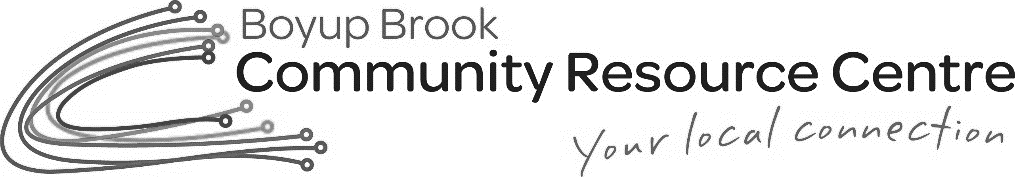 Boyup Brook
Community Resource Centre
Your local connection